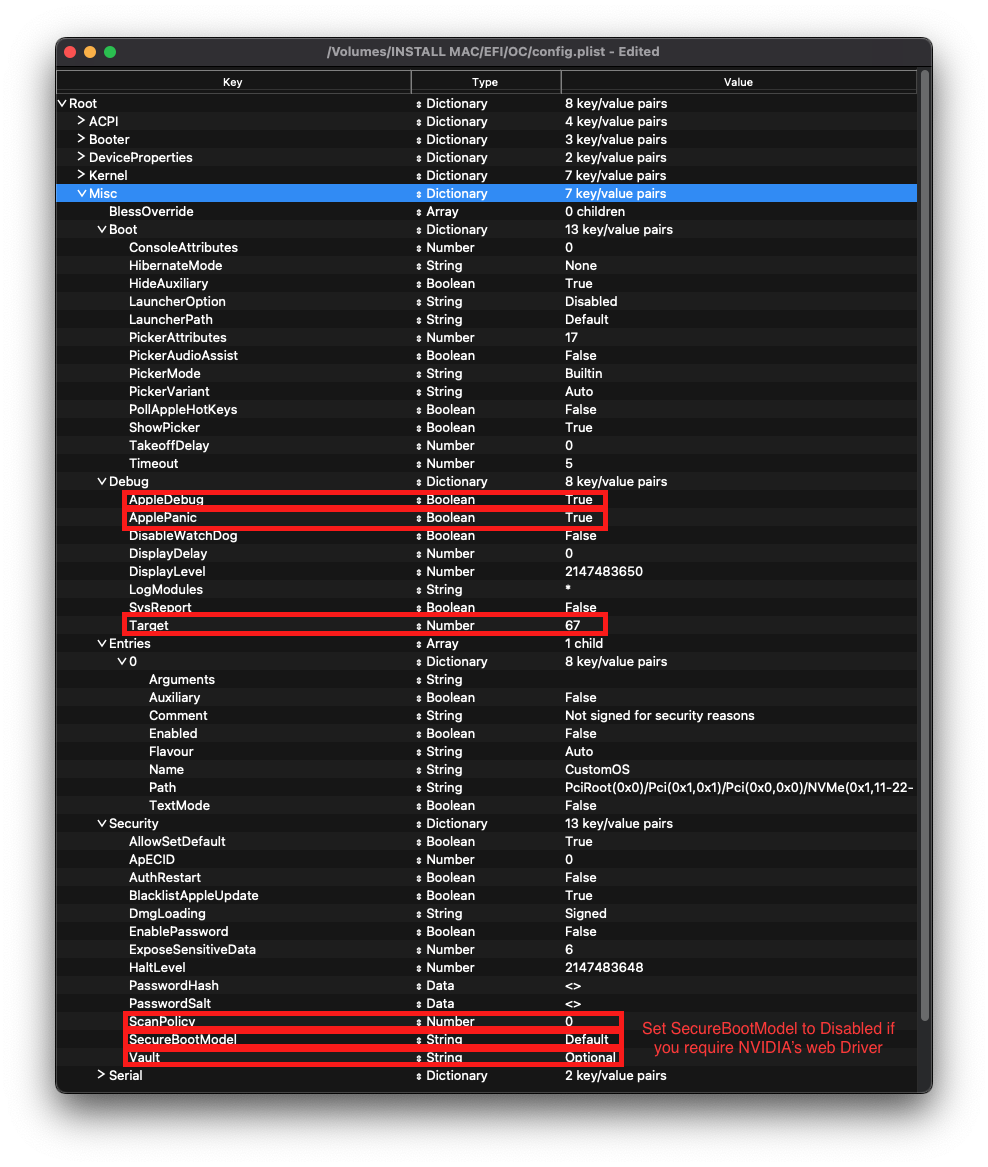 /Volumes/INSTALL MAC/EFI/OC/config.plist - Edited
Key Type Value
Root Dictionary 8 key/value pairs
ACPI Dictionary 4 key/value pairs
Booter Dictionary 3 key/value pairs
DeviceProperties Dictionary 2 key/value pairs
Kernel Dictionary 7 key/value pairs
Misc Dictionary 7 key/value pairs
BlessOverride Array 0 children
Boot Dictionary 13 key/value pairs
ConsoleAttributes Number 0
HibernateMode String None
HideAuxiliary Boolean True
LauncherOption String Disabled
LauncherPath String Default
PickerAttributes Number 17
PickerAudioAssist Boolean False
PickerMode String Builtin
PickerVariant String Auto
PollAppleHotKeys Boolean False
ShowPicker Boolean True
TakeoffDelay Number 0
Timeout Number 5
Debug Dictionary 8 key/value pairs
AppleDebug Boolean True
ApplePanic Boolean True
DisableWatchDog Boolean False
DisplayDelay Number 0
DisplayLevel Number 2147483650
LogModules String *
SysReport Boolean False
Target Number 67
Entries Array 1 child
0 Dictionary 8 key/value pairs
Arguments String
Auxiliary Boolean False
Comment String Not signed for security reasons
Enabled Boolean False
Flavour String Auto
Name String CustomOS
Path String PciRoot(0x0)/Pci(0x1,0x1)/Pci(0x0,0x0)/NVMe(0x1,11-22-
TextMode Boolean False
Security Dictionary 13 key/value pairs
AllowSetDefault Boolean True
ApECID Number 0
AuthRestart Boolean False
BlacklistAppleUpdate Boolean True
DmgLoading String Signed
EnablePassword Boolean False
ExposeSensitiveData Number 6
HaltLevel Number 2147483648
PasswordHash Data <>
PasswordSalt Data <>
ScanPolicy Number 0
SecureBootModel String Default
Vault String Optional
Set SecureBootModel to Disabled if
you require NVIDIA's web Driver
Serial Dictionary 2 key/value pairs